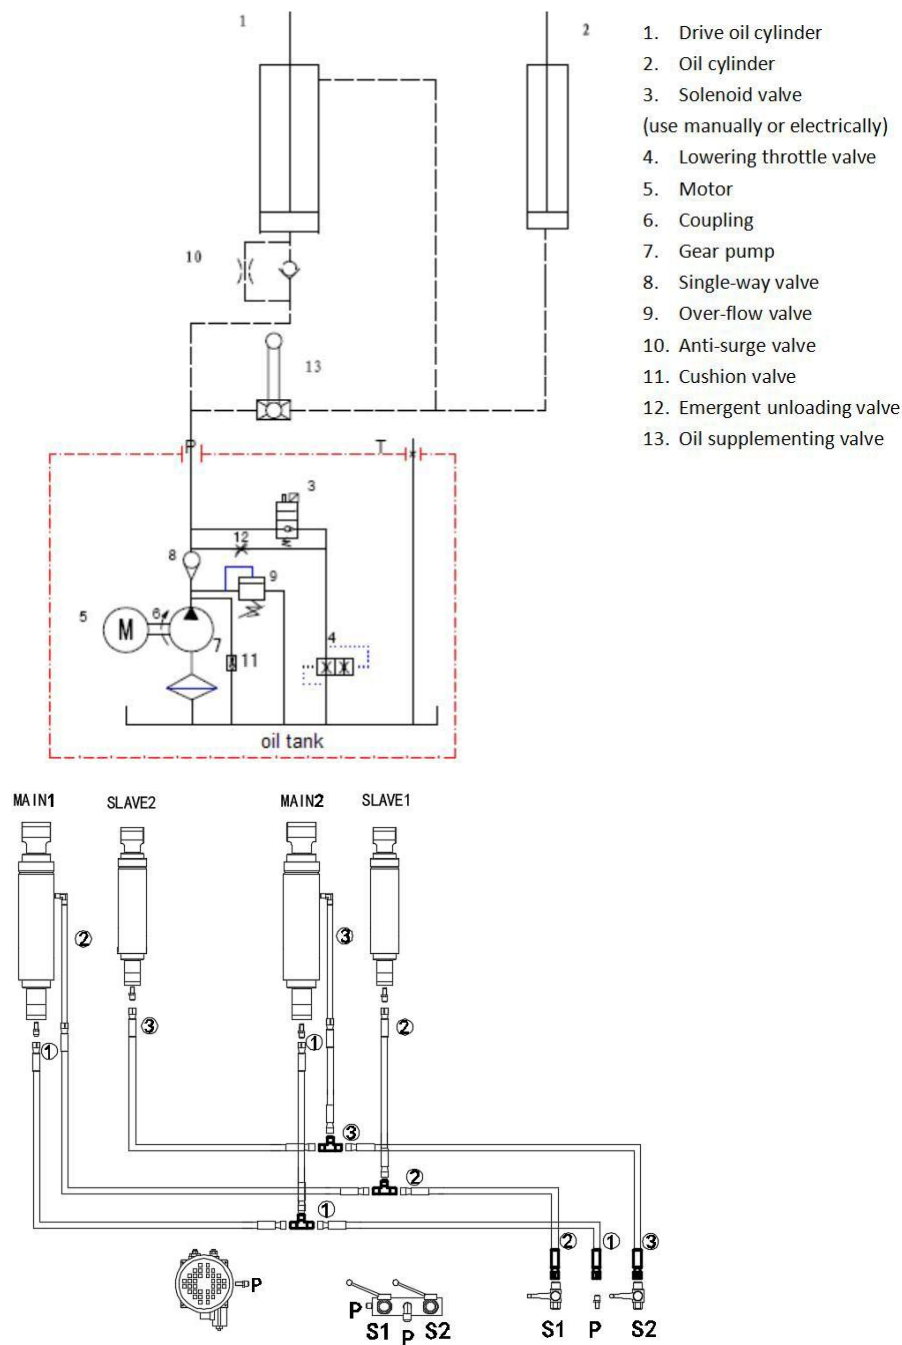 1
2
1. Drive oil cylinder
2. Oil cylinder
3. Solenoid valve
(use manually or electrically)
4. Lowering throttle valve
5. Motor
6. Coupling
7. Gear pump
8. Single-way valve
9. Over-flow valve
10. Anti-surge valve
11. Cushion valve
12. Emergent unloading valve
13. Oil supplementing valve
10
13
P
T
3
12
8
9
5
M
6
7
11
4
oil tank
MAIN1
SLAVE2
MAIN2
SLAVE1
②
③
③
②
①
①
③
②
①
②
①
③
P
P
S1
P
S2
S1
P
S2